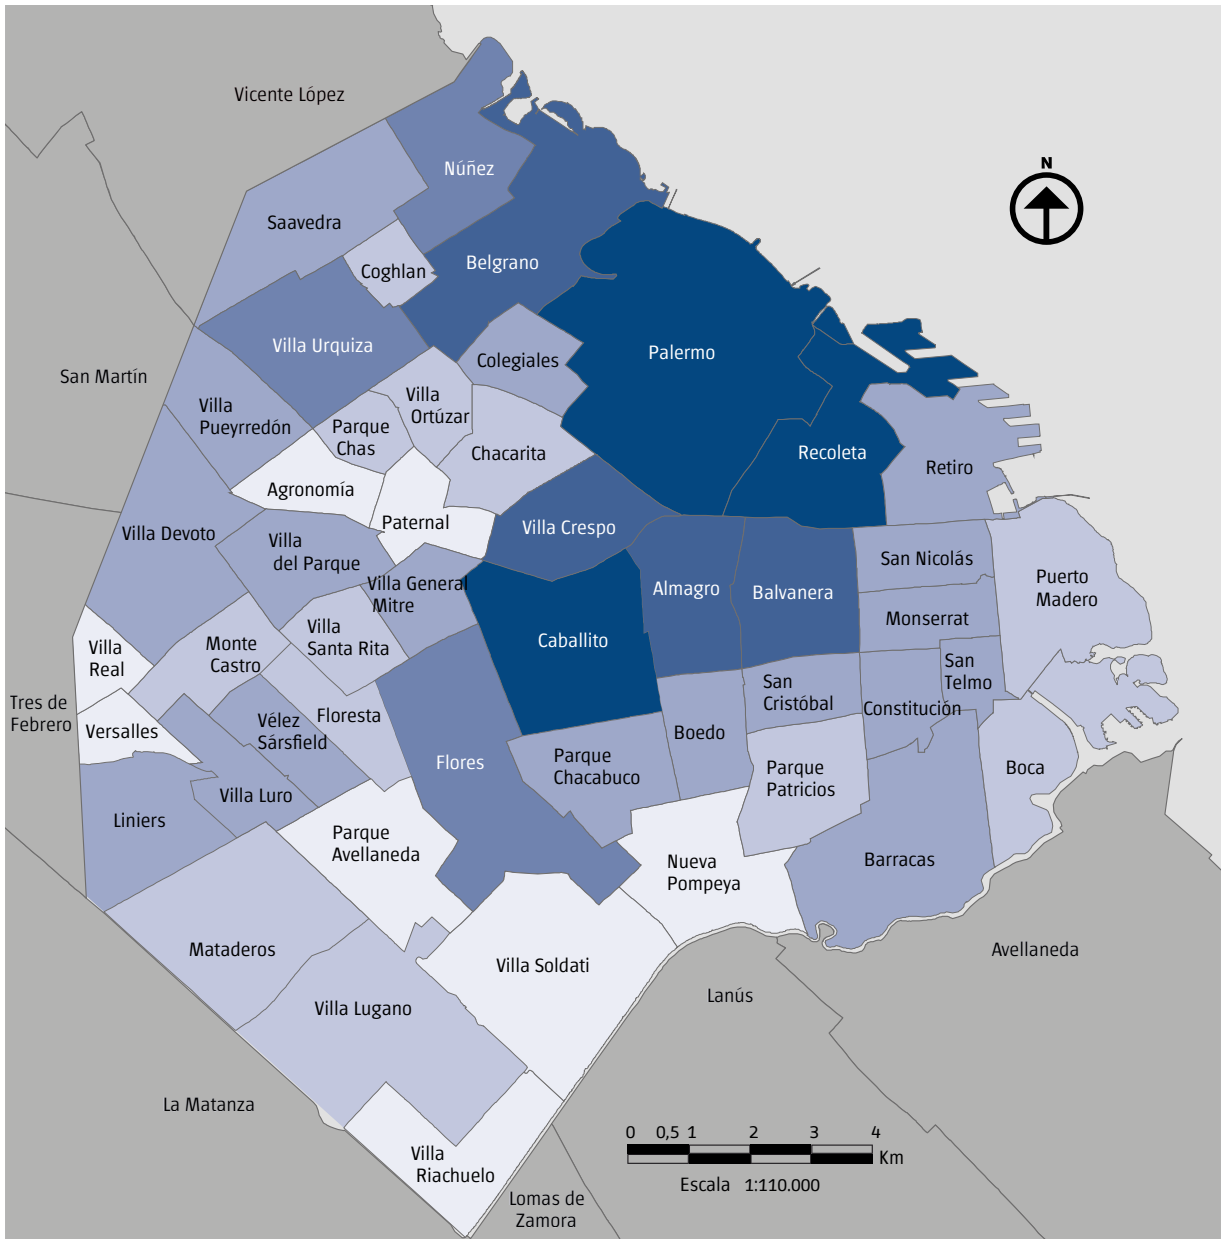 Vicente López
N
Núñez
Saavedra
Coghlan
Belgrano
Villa Urquiza
Colegiales
Palermo
San Martín
Villa
Pueyrredón
Villa
Ortúzar
Parque
Chas
Chacarita
Recoleta
Retiro
Agronomía
Paternal
Villa Crespo
Villa Devoto
Villa
del Parque
Villa General
Mitre
Almagro
Balvanera
San Nicolás
Puerto
Madero
Monserrat
Villa
Real
Monte
Castro
Villa
Santa Rita
Caballito
San
Telmo
Tres de
Febrero
Versalles
Vélez
Sársfield
Floresta
San
Cristóbal
Constitución
Boedo
Flores
Parque
Chacabuco
Parque
Patricios
Boca
Villa Luro
Liniers
Parque
Avellaneda
Nueva
Pompeya
Barracas
Mataderos
Villa Soldati
Avellaneda
Villa Lugano
Lanús
La Matanza
Villa
Riachuelo
0 0,5 1 2 3 4
Km
Escala 1:110.000
Lomas de
Zamora